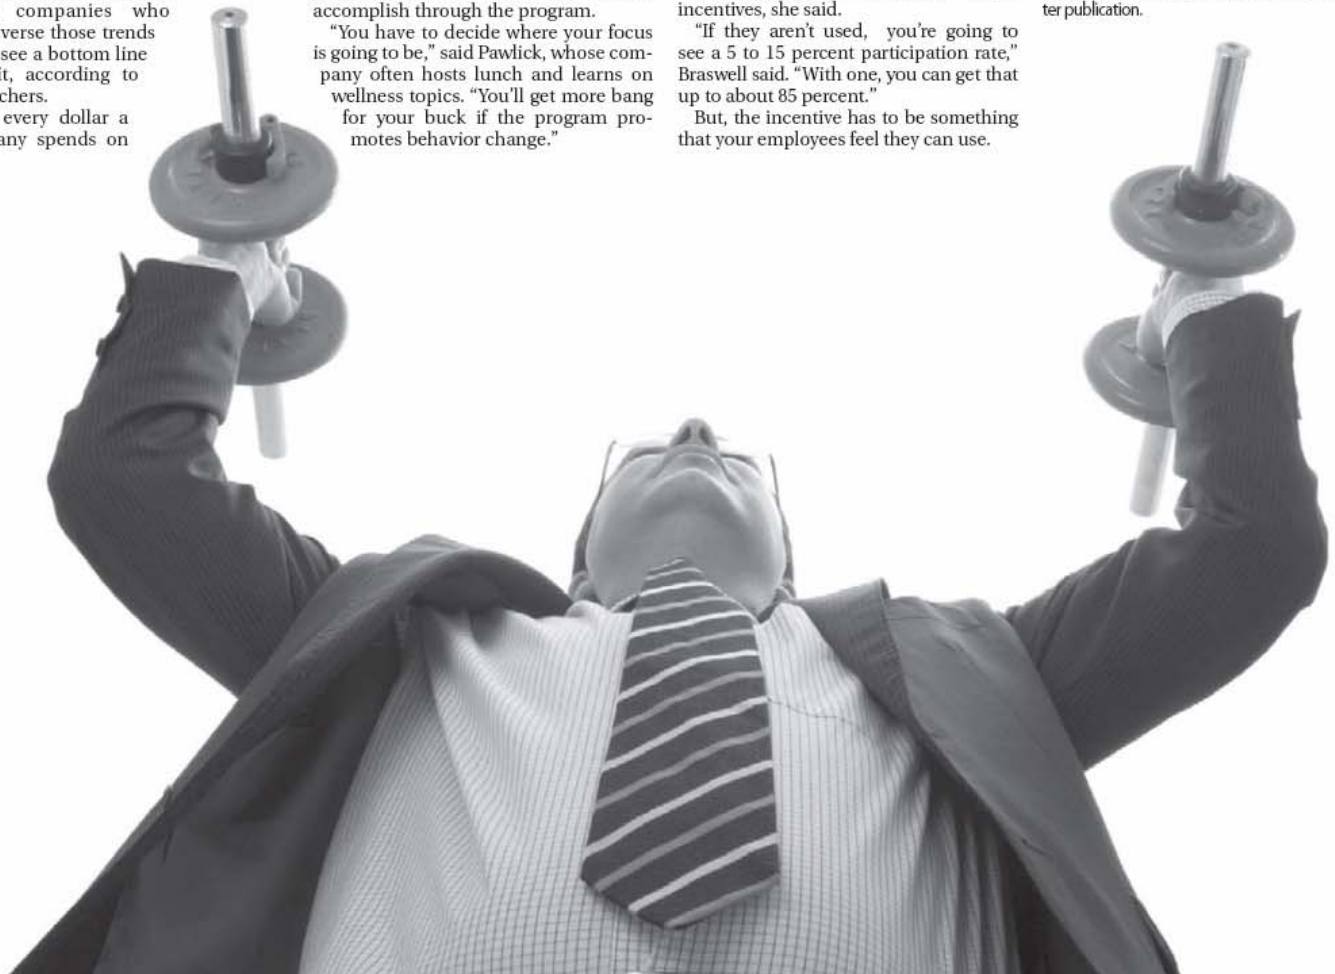 companies who
verse those trends
see a bottom line
it, according to
chers.
every dollar a
any spends on
accomplish through the program.
“You have to decide where your focus
is going to be,” said Pawlick, whose com-
pany often hosts lunch and learns on
wellness topics. “You’ll get more bang
for your buck if the program pro-
motes behavior change.”
incentives, she said.
“If they aren’t used, you’re going to
see a 5 to 15 percent participation rate,”
Braswell said. “With one, you can get that
up to about 85 percent.”
But, the incentive has to be something
that your employees feel they can use.
ter publication.